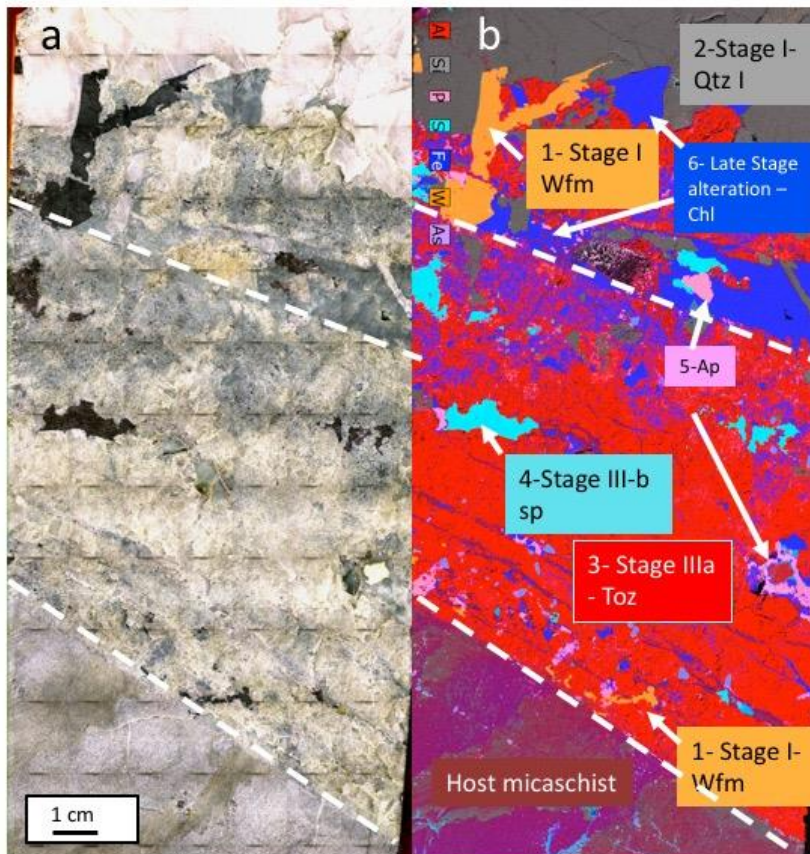 a
b
Al
Si
P
S
Fe
W
As
2-Stage I-
Qtz I
1- Stage I
Wfm
6- Late Stage
alteration –
Chl
5-Ap
4-Stage III-b
sp
3- Stage IIIa
- Toz
1- Stage I-
Wfm
Host micaschist
1 cm